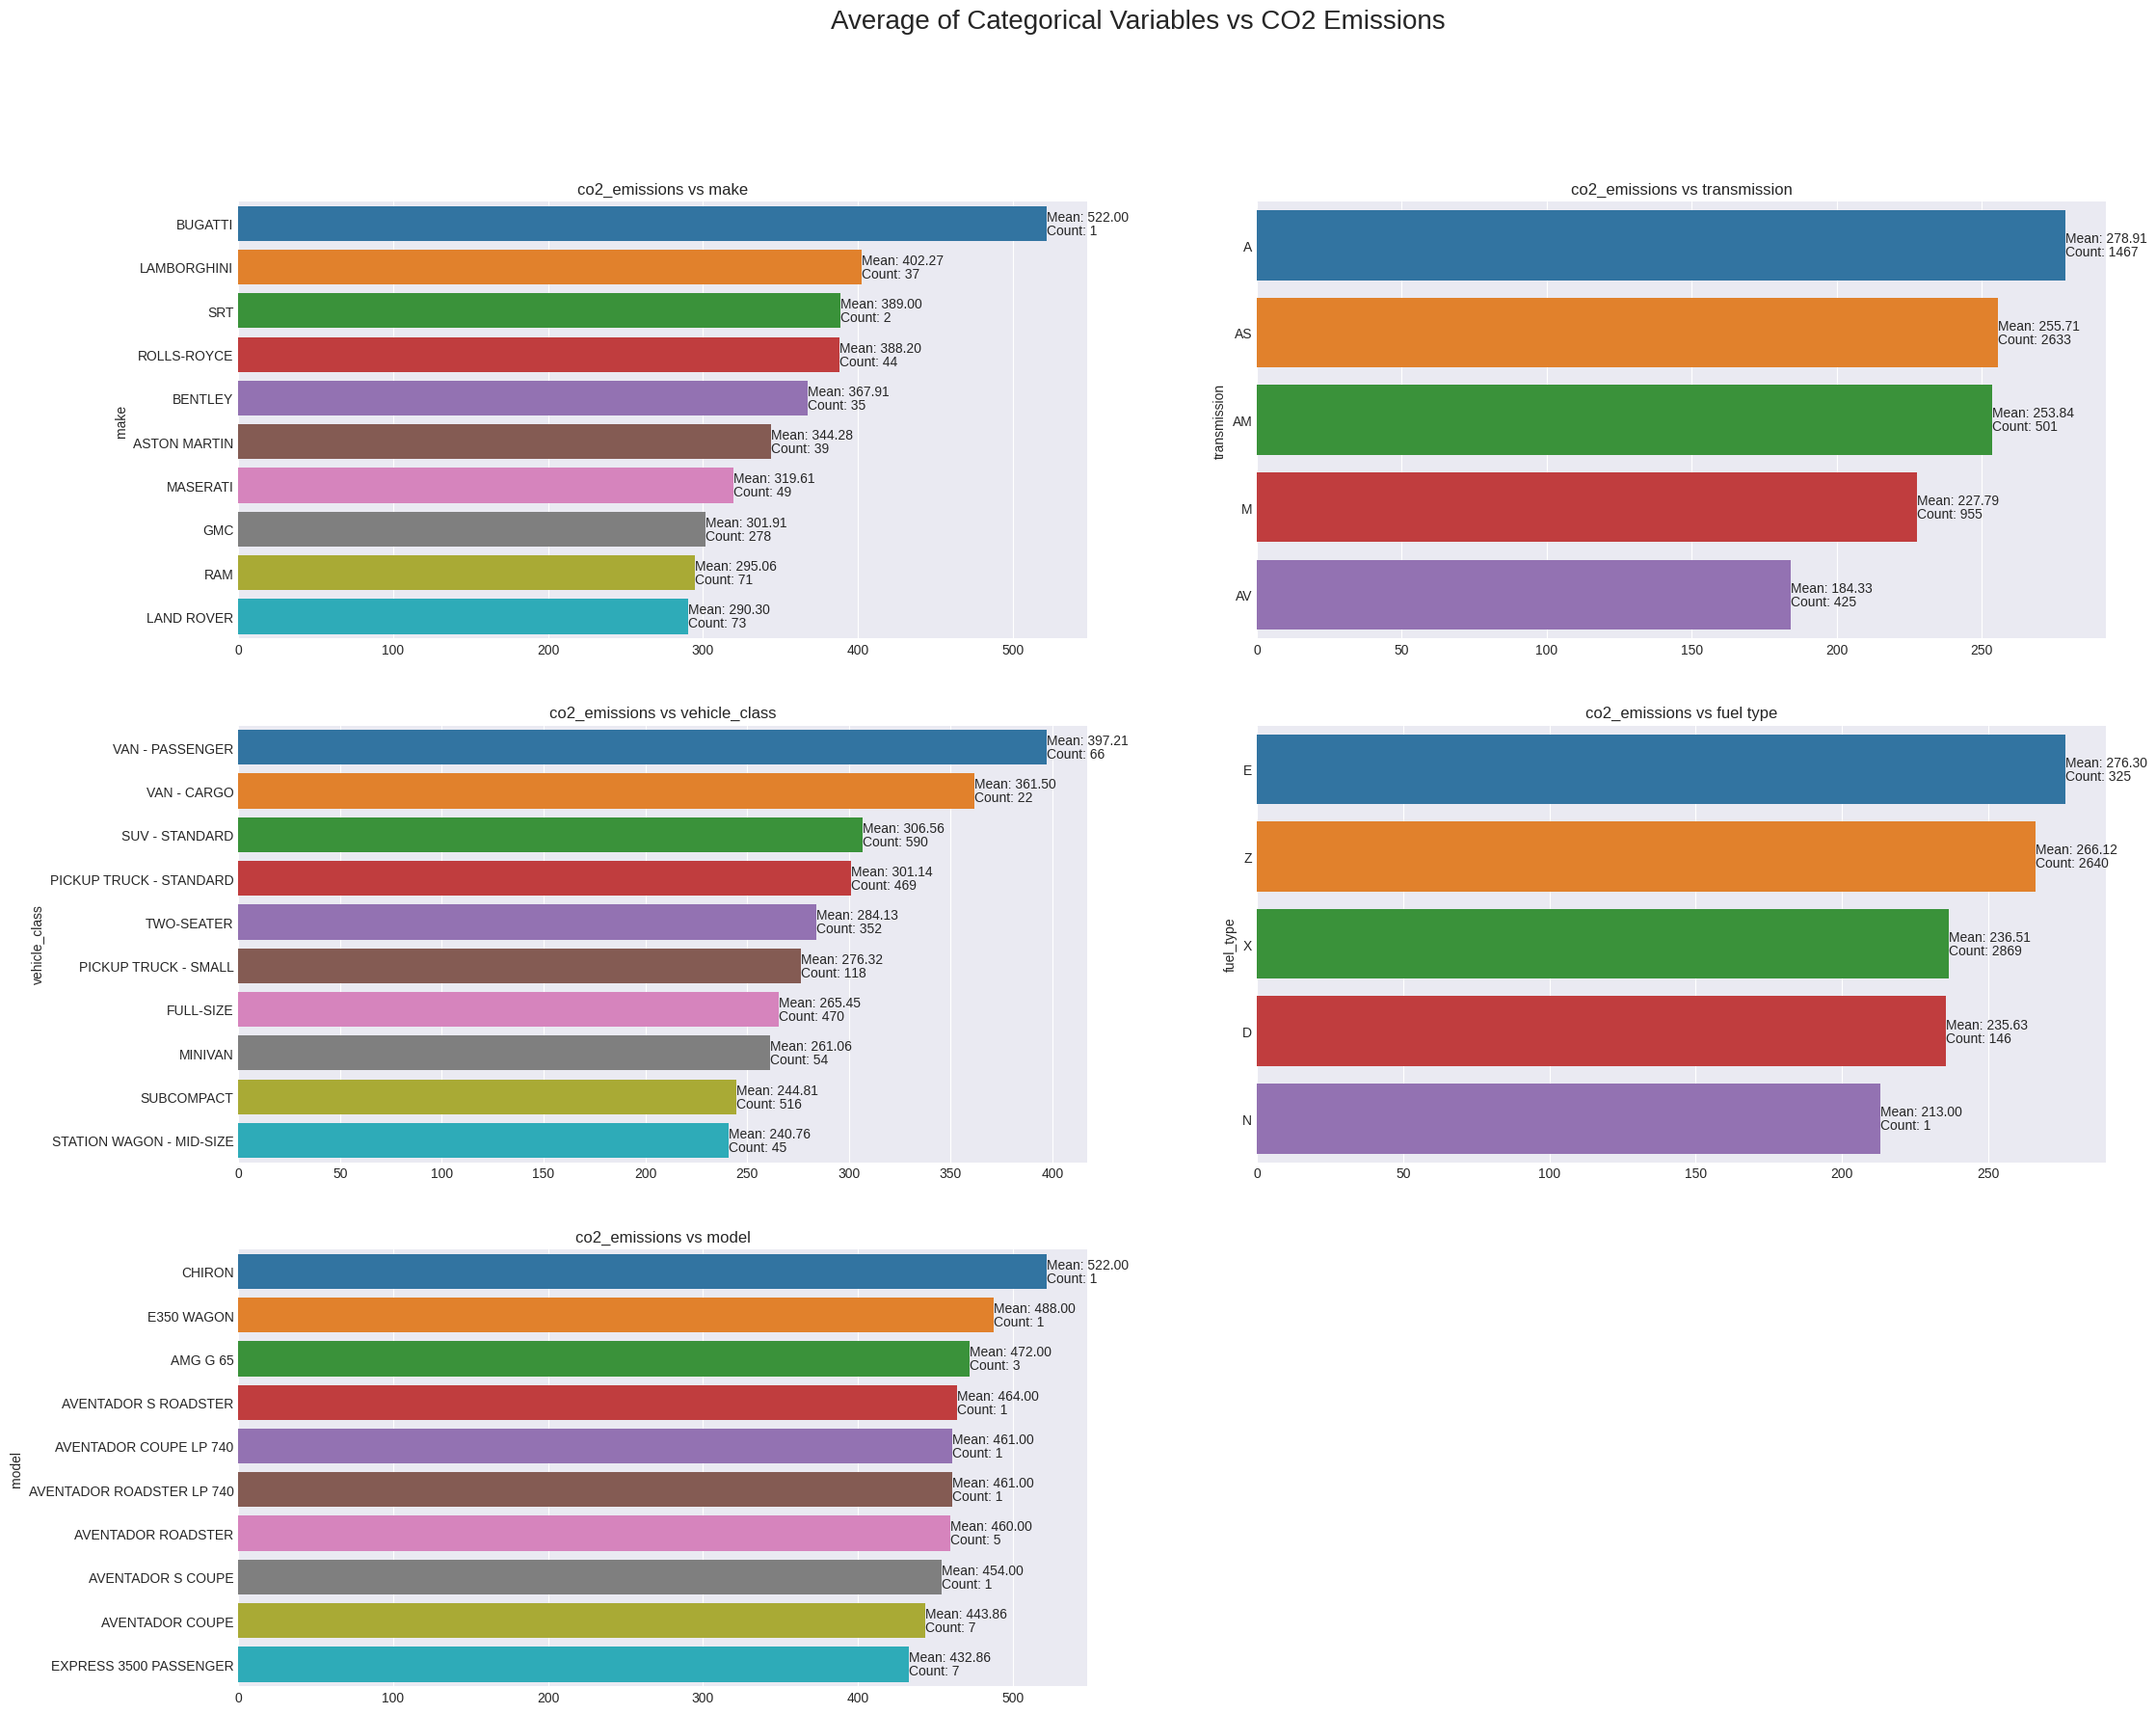 Average of Categorical Variables vs CO2 Emissions
co2_emissions vs make
make
BUGATTI
Mean: 522.00
Count: 1
LAMBORGHINI
Mean: 402.27
Count: 37
SRT
Mean: 389.00
Count: 2
ROLLS-ROYCE
Mean: 388.20
Count: 44
BENTLEY
Mean: 367.91
Count: 35
ASTON MARTIN
Mean: 344.28
Count: 39
MASERATI
Mean: 319.61
Count: 49
GMC
Mean: 301.91
Count: 278
RAM
Mean: 295.06
Count: 71
LAND ROVER
Mean: 290.30
Count: 73
0 100 200 300 400 500
co2_emissions vs transmission
transmission
A
Mean: 278.91
Count: 1467
AS
Mean: 255.71
Count: 2633
AM
Mean: 253.84
Count: 501
M
Mean: 227.79
Count: 955
AV
Mean: 184.33
Count: 425
0 50 100 150 200 250
co2_emissions vs vehicle_class
vehicle_class
VAN - PASSENGER
Mean: 397.21
Count: 66
VAN - CARGO
Mean: 361.50
Count: 22
SUV - STANDARD
Mean: 306.56
Count: 590
PICKUP TRUCK - STANDARD
Mean: 301.14
Count: 469
TWO-SEATER
Mean: 284.13
Count: 352
PICKUP TRUCK - SMALL
Mean: 276.32
Count: 118
FULL-SIZE
Mean: 265.45
Count: 470
MINIVAN
Mean: 261.06
Count: 54
SUBCOMPACT
Mean: 244.81
Count: 516
STATION WAGON - MID-SIZE
Mean: 240.76
Count: 45
0 50 100 150 200 250 300 350 400
co2_emissions vs fuel type
fuel_type
E
Mean: 276.30
Count: 325
Z
Mean: 266.12
Count: 2640
X
Mean: 236.51
Count: 2869
D
Mean: 235.63
Count: 146
N
Mean: 213.00
Count: 1
0 50 100 150 200 250
co2_emissions vs model
model
CHIRON
Mean: 522.00
Count: 1
E350 WAGON
Mean: 488.00
Count: 1
AMG G 65
Mean: 472.00
Count: 3
AVENTADOR S ROADSTER
Mean: 464.00
Count: 1
AVENTADOR COUPE LP 740
Mean: 461.00
Count: 1
AVENTADOR ROADSTER LP 740
Mean: 461.00
Count: 1
AVENTADOR ROADSTER
Mean: 460.00
Count: 5
AVENTADOR S COUPE
Mean: 454.00
Count: 1
AVENTADOR COUPE
Mean: 443.86
Count: 7
EXPRESS 3500 PASSENGER
Mean: 432.86
Count: 7
0 100 200 300 400 500